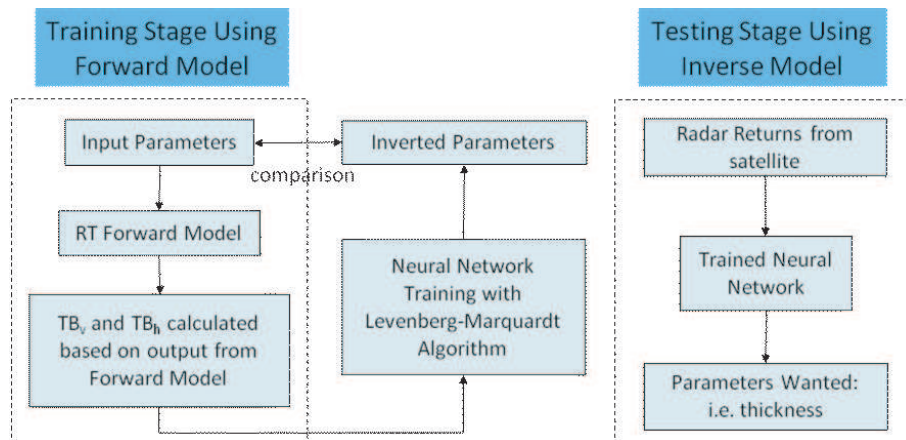 Training Stage Using
Forward Model
Testing Stage Using
Inverse Model
Input Parameters
comparison
Inverted Parameters
RT Forward Model
TBv and TBh calculated
based on output from
Forward Model
Neural Network
Training with
Levenberg-Marquardt
Algorithm
Radar Returns from
satellite
Trained Neural
Network
Parameters Wanted:
i.e. thickness